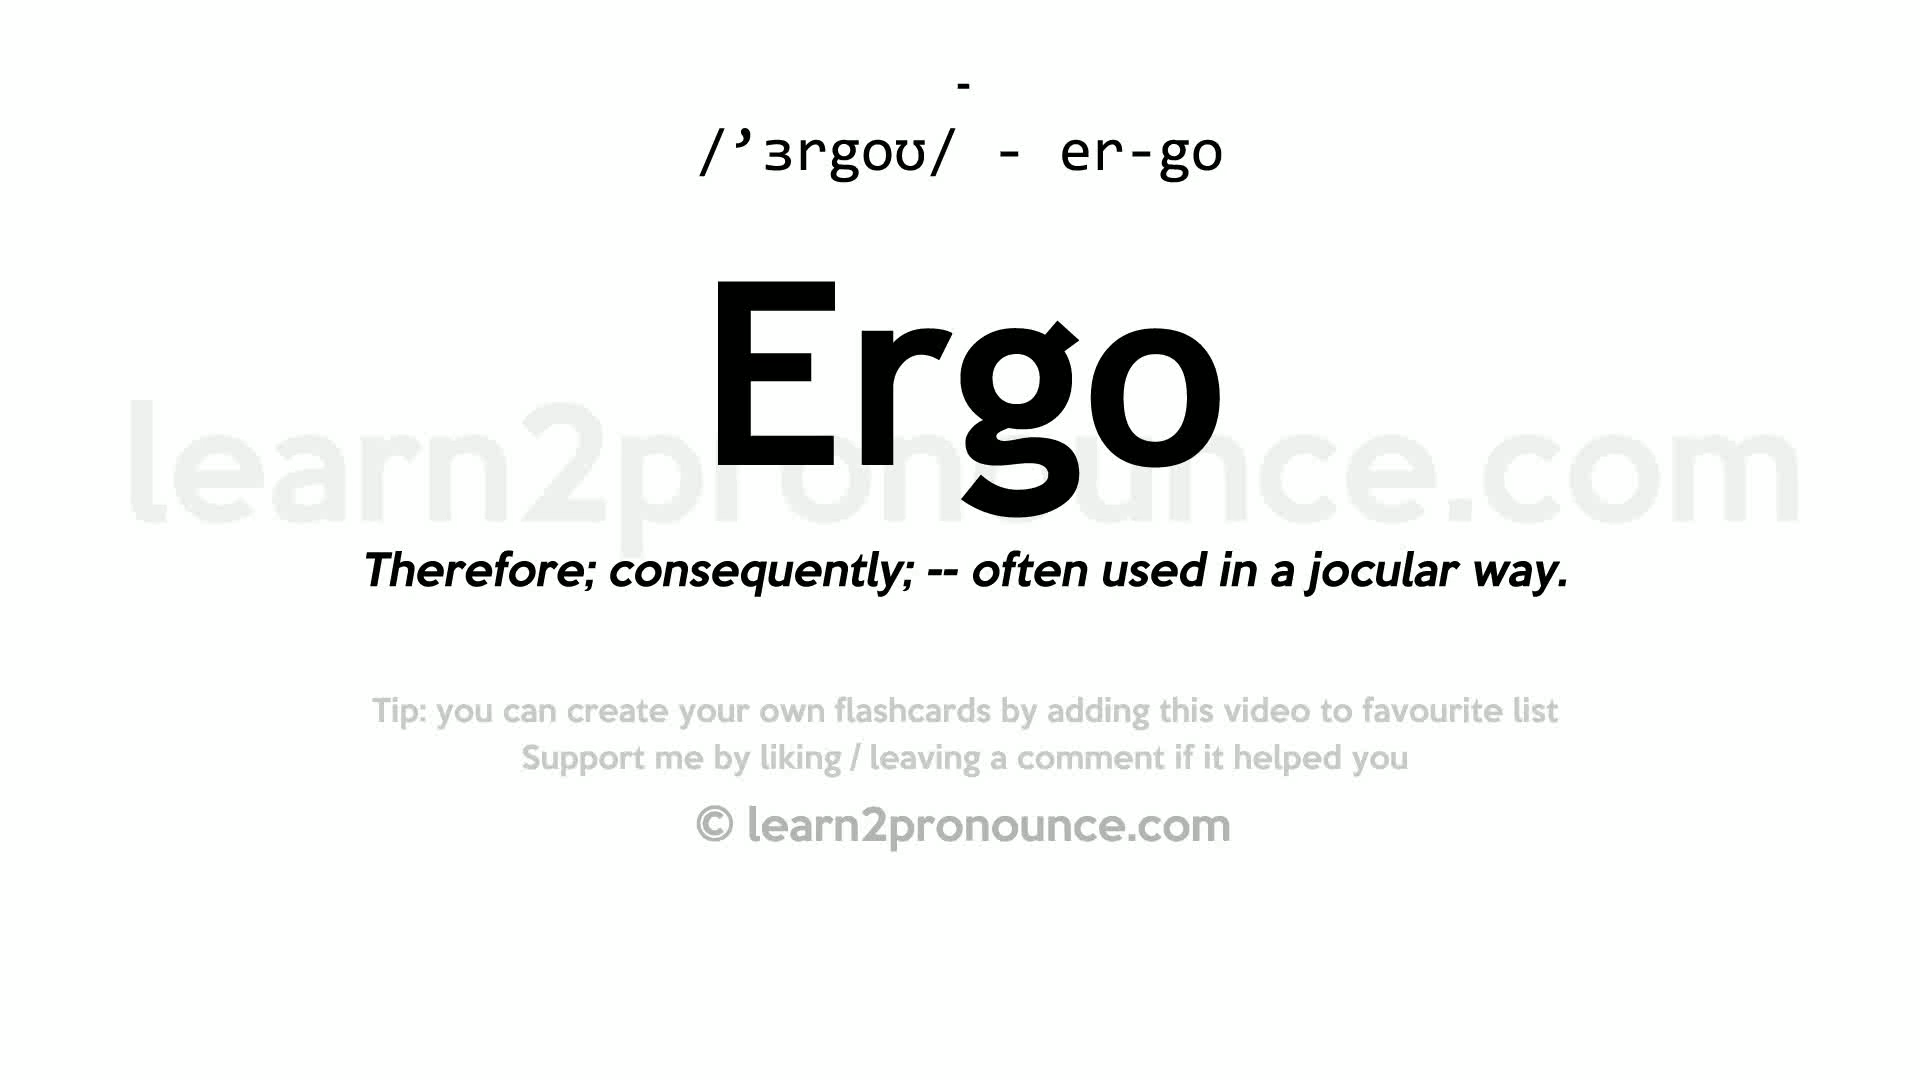 -
/’ɜrgoʊ/ - er-go
Ergo
learn2pronounce.com
Therefore; consequently; -- often used in a jocular way.
Tip: you can create your own flashcards by adding this video to favourite list
Support me by liking / leaving a comment if it helped you
© learn2pronounce.com